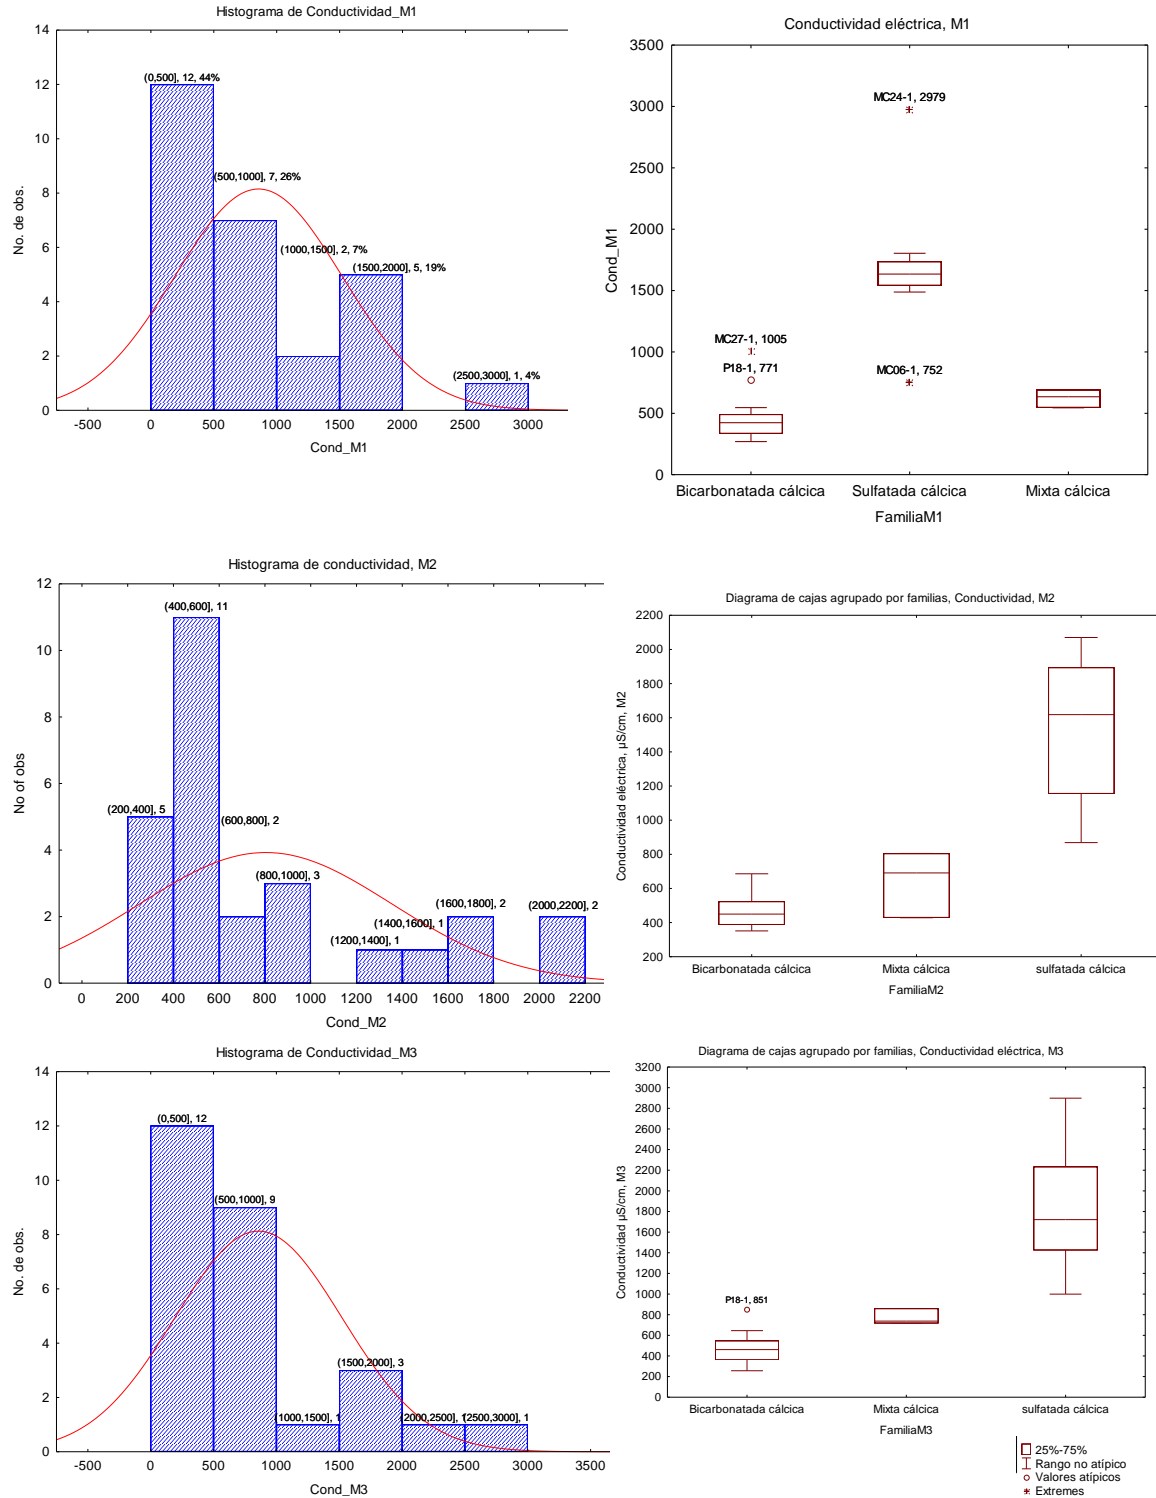 Histograma de Conductividad_M1
14
12
10
8
6
4
2
0
No. de obs.
(0,500], 12, 44%
(500,1000], 7, 26%
(1000,1500], 2, 7%
(1500,2000], 5, 19%
(2500,3000], 1, 4%
-500 0 500 1000 1500 2000 2500 3000
Cond_M1
Conductividad eléctrica, M1
3500
3000
2500
2000
1500
1000
500
0
Cond_M1
MC24-1, 2979
MC27-1, 1005
P18-1, 771
MC06-1, 752
Bicarbonatada cálcica Sulfatada cálcica Mixta cálcica
FamiliaM1
Histograma de conductividad, M2
12
10
8
6
4
2
0
No of obs
(400,600], 11
(200,400], 5
(600,800], 2
(800,1000], 3
(1200,1400], 1
(1400,1600], 1
(1600,1800], 2
(2000,2200], 2
0 200 400 600 800 1000 1200 1400 1600 1800 2000 2200
Cond_M2
Diagrama de cajas agrupado por familias, Conductividad, M2
2200
2000
1800
1600
1400
1200
1000
800
600
400
200
Conductividad eléctrica, µS/cm, M2
Bicarbonatada cálcica Mixta cálcica sulfatada cálcica
FamiliaM2
Histograma de Conductividad_M3
14
12
10
8
6
4
2
0
No. de obs.
(0,500], 12
(500,1000], 9
(1000,1500], 1
(1500,2000], 3
(2000,2500], 1
(2500,3000], 1
-500 0 500 1000 1500 2000 2500 3000 3500
Cond_M3
Diagrama de cajas agrupado por familias, Conductividad eléctrica, M3
3200
3000
2800
2600
2400
2200
2000
1800
1600
1400
1200
1000
800
600
400
200
0
Conductividad µS/cm, M3
P18-1, 851
Bicarbonatada cálcica Mixta cálcica sulfatada cálcica
FamiliaM3
25%-75%
Rango no atípico
Valores atípicos
Extremes